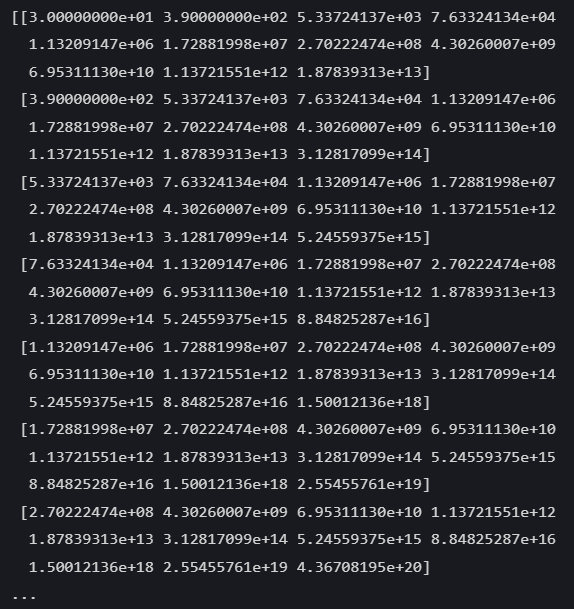 [[3.00000000e+01 3.90000000e+02 5.33724137e+03 7.63324134e+04
1.13209147e+06 1.72881998e+07 2.70222474e+08 4.30260007e+09
6.95311130e+10 1.13721551e+12 1.87839313e+13]
[3.90000000e+02 5.33724137e+03 7.63324134e+04 1.13209147e+06
1.72881998e+07 2.70222474e+08 4.30260007e+09 6.95311130e+10
1.13721551e+12 1.87839313e+13 3.12817099e+14]
[5.33724137e+03 7.63324134e+04 1.13209147e+06 1.72881998e+07
2.70222474e+08 4.30260007e+09 6.95311130e+10 1.13721551e+12
1.87839313e+13 3.12817099e+14 5.24559375e+15]
[7.63324134e+04 1.13209147e+06 1.72881998e+07 2.70222474e+08
4.30260007e+09 6.95311130e+10 1.13721551e+12 1.87839313e+13
3.12817099e+14 5.24559375e+15 8.84825287e+16]
[1.13209147e+06 1.72881998e+07 2.70222474e+08 4.30260007e+09
6.95311130e+10 1.13721551e+12 1.87839313e+13 3.12817099e+14
5.24559375e+15 8.84825287e+16 1.50012136e+18]
[1.72881998e+07 2.70222474e+08 4.30260007e+09 6.95311130e+10
1.13721551e+12 1.87839313e+13 3.12817099e+14 5.24559375e+15
8.84825287e+16 1.50012136e+18 2.55455761e+19]
[2.70222474e+08 4.30260007e+09 6.95311130e+10 1.13721551e+12
1.87839313e+13 3.12817099e+14 5.24559375e+15 8.84825287e+16
1.50012136e+18 2.55455761e+19 4.36708195e+20]
...